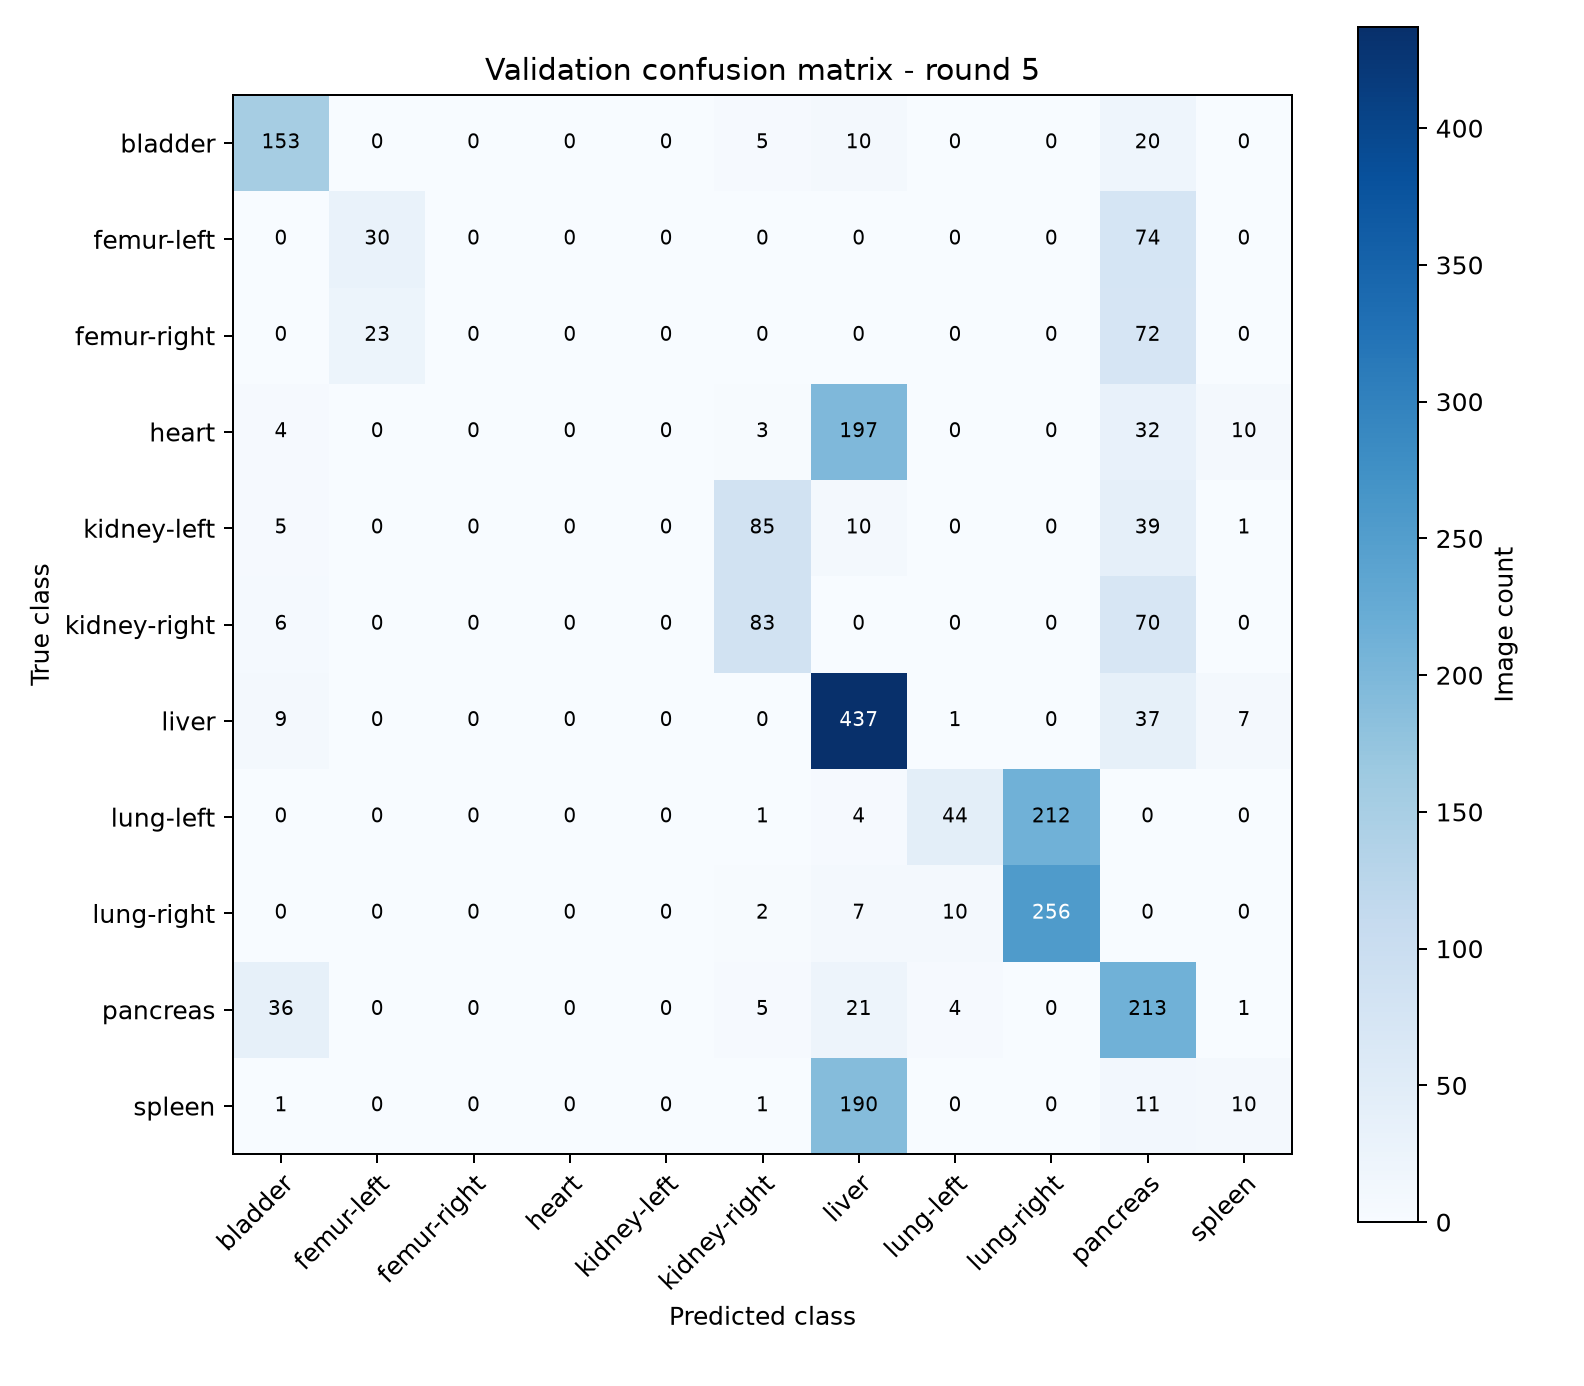 Validation confusion matrix - round 5
True class
bladder 153 0 0 0 0 5 10 0 0 20 0
femur-left 0 30 0 0 0 0 0 0 0 74 0
femur-right 0 23 0 0 0 0 0 0 0 72 0
heart 4 0 0 0 0 3 197 0 0 32 10
kidney-left 5 0 0 0 0 85 10 0 0 39 1
kidney-right 6 0 0 0 0 83 0 0 0 70 0
liver 9 0 0 0 0 0 437 1 0 37 7
lung-left 0 0 0 0 0 1 4 44 212 0 0
lung-right 0 0 0 0 0 2 7 10 256 0 0
pancreas 36 0 0 0 0 5 21 4 0 213 1
spleen 1 0 0 0 0 1 190 0 0 11 10
bladder femur-left femur-right heart kidney-left kidney-right liver lung-left lung-right pancreas spleen
Predicted class
400
350
300
250
200
150
100
50
0
Image count